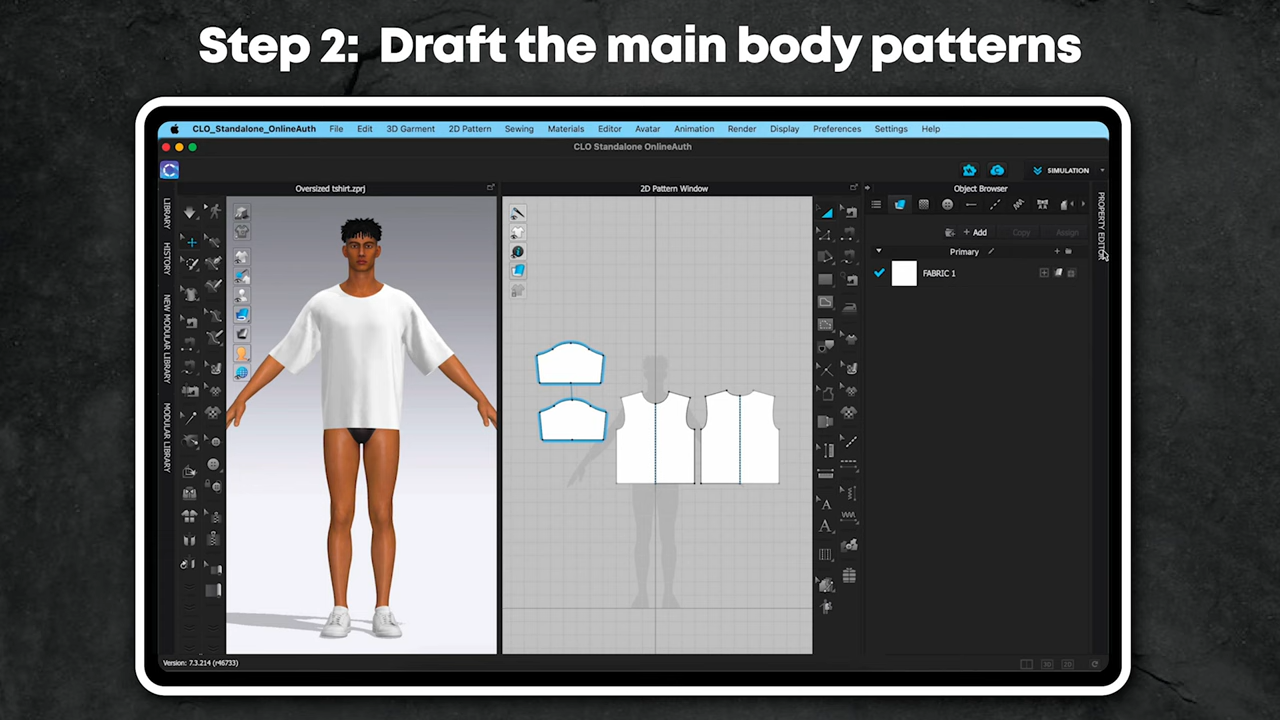 Step 2: Draft the main body patterns
CLO_Standalone_OnlineAuth File Edit 3D Garment 2D Pattern Sewing Materials Editor Avatar Animation Render Display Preferences Settings Help
CLO Standalone OnlineAuth
SIMULATION
Oversized tshirt.zprj
2D Pattern Window
Object Browser
LIBRARY
HISTORY
NEW MODULAR LIBRARY
MODULAR LIBRARY
PROPERTY EDITOR
+ Add Copy Assign
Primary
FABRIC 1
Version: 7.3.214 (r46733)
3D 2D